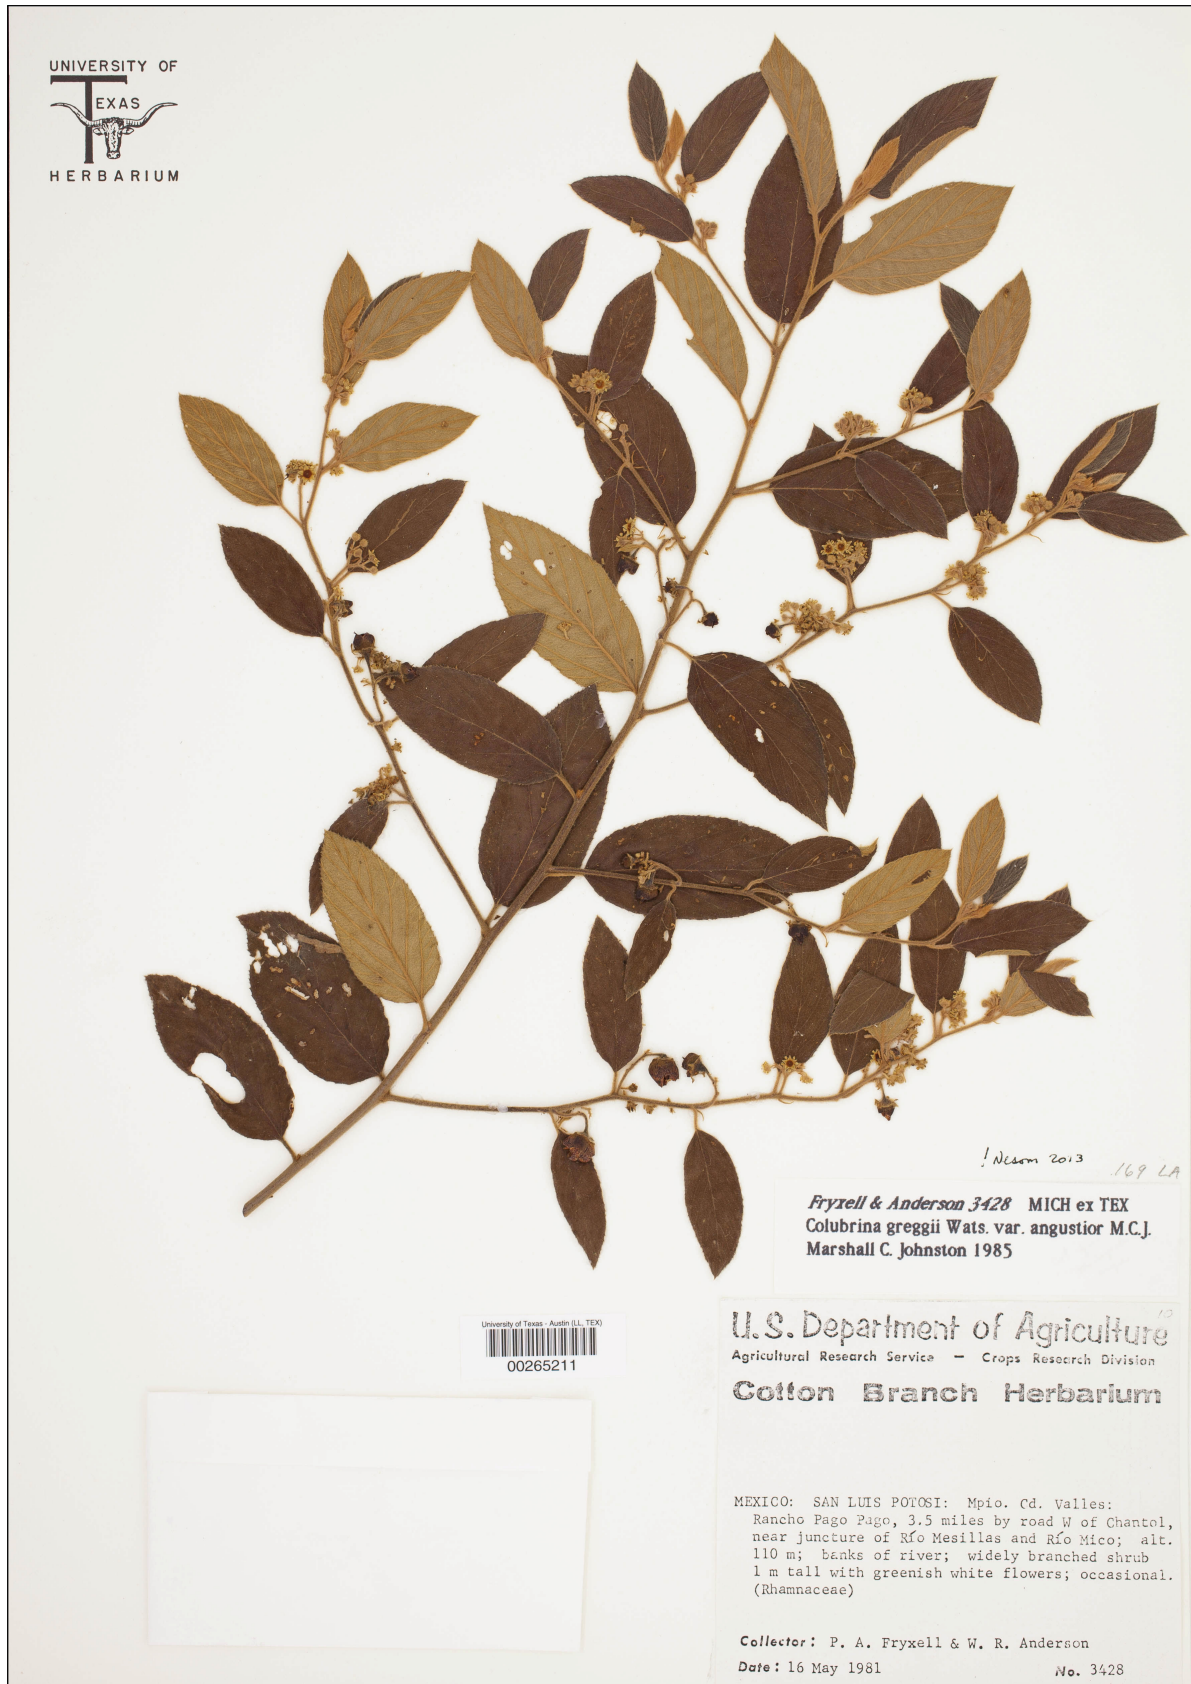 UNIVERSITY OF
TEXAS
HERBARIUM
! Nesom 2013
169 LA
Fryxell & Anderson 3428 MICH ex TEX
Colubrina greggii Wats. var. angustior M.C.J.
Marshall C. Johnston 1985
University of Texas - Austin (LL, TEX)
00265211
10
U.S. Department of Agriculture
Agricultural Research Service — Crops Research Division
Cotton Branch Herbarium
MEXICO: SAN LUIS POTOSI: Mpio. Cd. Valles:
Rancho Pago Pago, 3.5 miles by road W of Chantol,
near juncture of Río Mesillas and Río Mico; alt.
110 m; banks of river; widely branched shrub
1 m tall with greenish white flowers; occasional.
(Rhamnaceae)
Collector: P. A. Fryxell & W. R. Anderson
Date: 16 May 1981 No. 3428